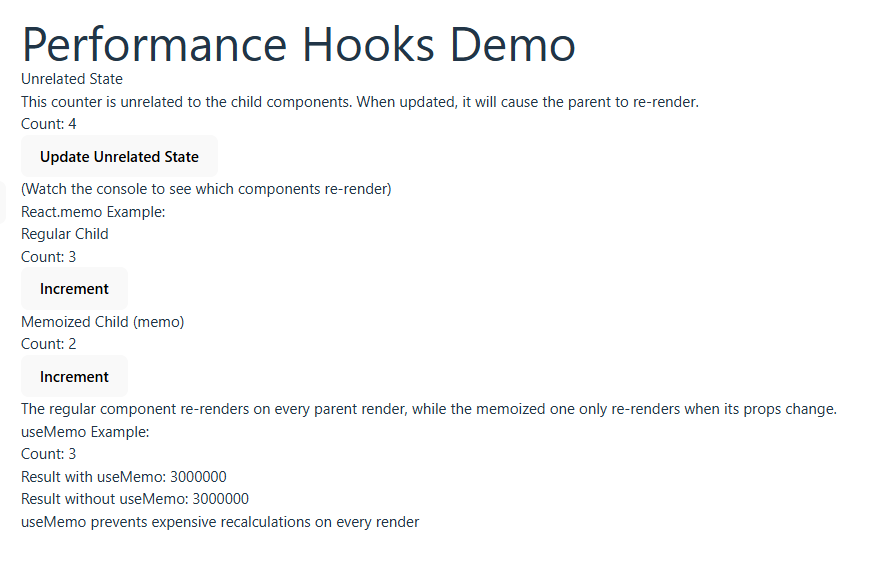 Performance Hooks Demo
Unrelated State
This counter is unrelated to the child components. When updated, it will cause the parent to re-render.
Count: 4
Update Unrelated State
(Watch the console to see which components re-render)
React.memo Example:
Regular Child
Count: 3
Increment
Memoized Child (memo)
Count: 2
Increment
The regular component re-renders on every parent render, while the memoized one only re-renders when its props change.
useMemo Example:
Count: 3
Result with useMemo: 3000000
Result without useMemo: 3000000
useMemo prevents expensive recalculations on every render